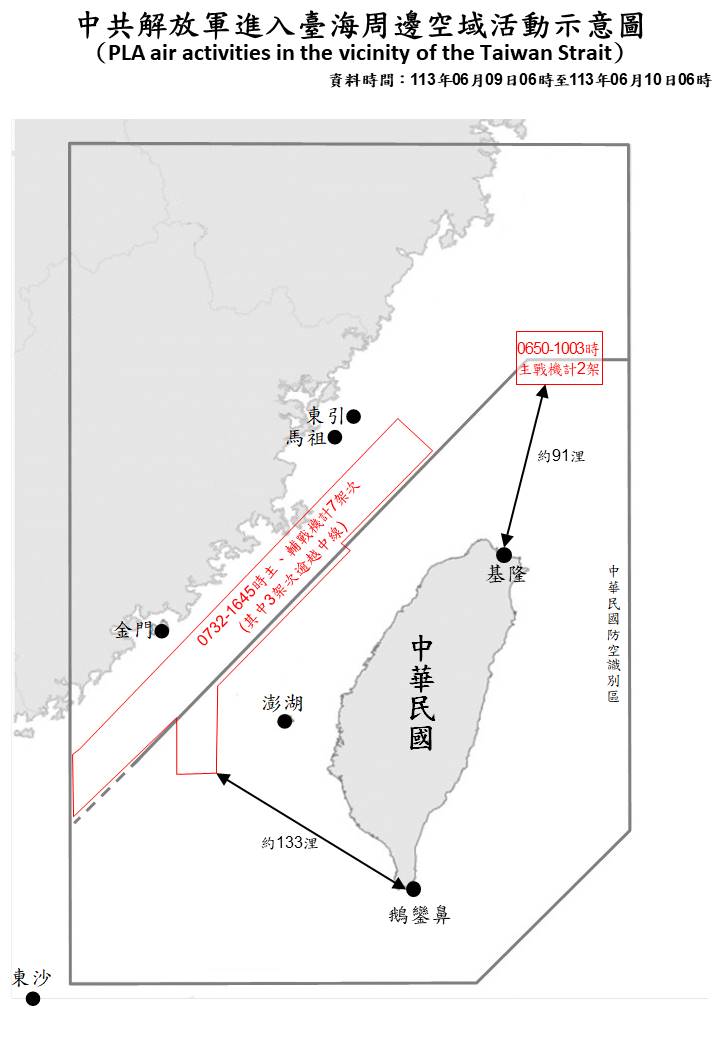 中共解放軍進入臺海周邊空域活動示意圖
（PLA air activities in the vicinity of the Taiwan Strait）
資料時間：113年06月09日06時至113年06月10日06時
0650-1003時
主戰機計2架
東引
馬祖
約91浬
0732-1645時主、輔戰機計7架次
(其中3架次逾越中線)
基隆
中華民國防空識別區
金門
中華民國
澎湖
約133浬
鵝鑾鼻
東沙